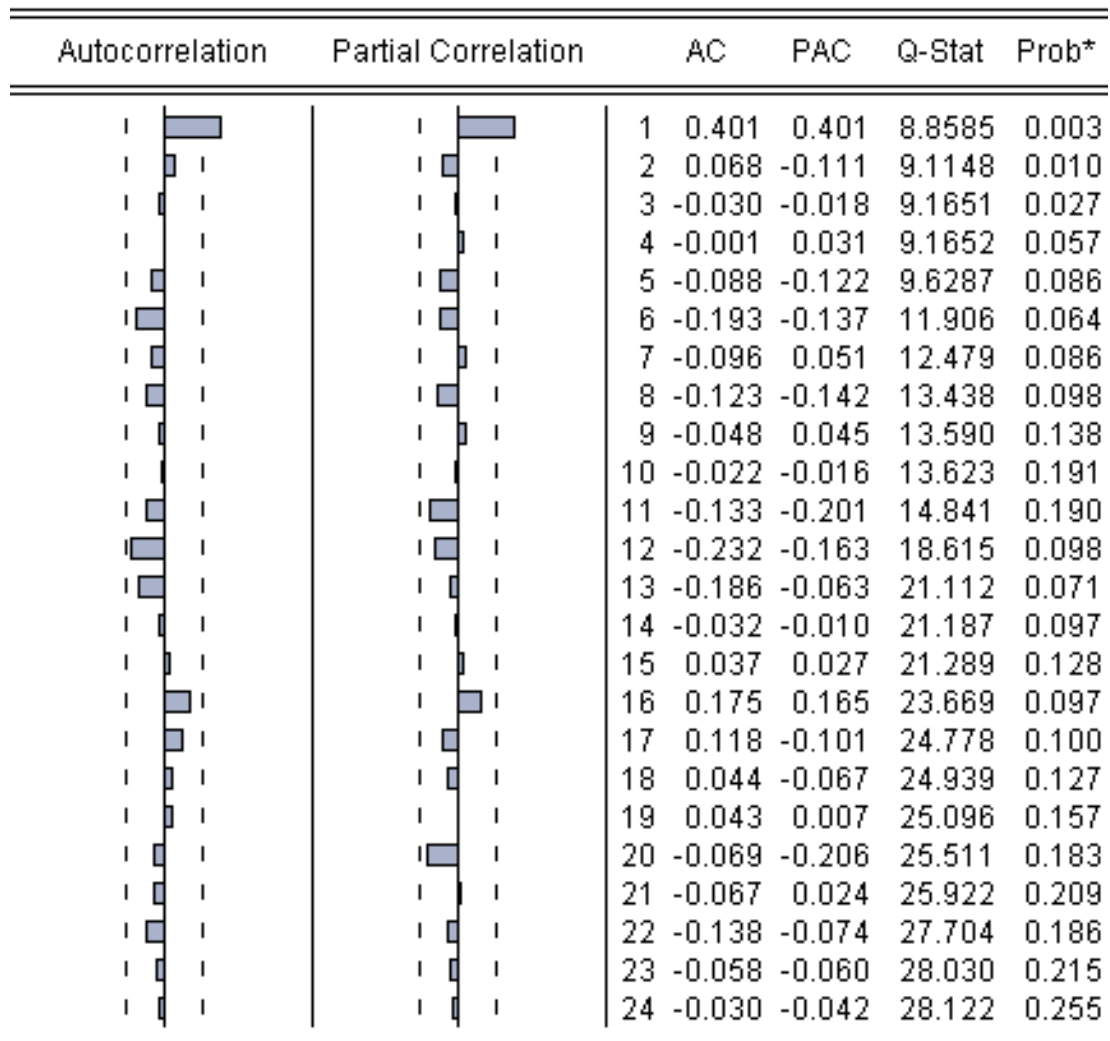 Autocorrelation Partial Correlation AC PAC Q-Stat Prob*
1 0.401 0.401 8.8585 0.003
2 0.068 -0.111 9.1148 0.010
3 -0.030 -0.018 9.1651 0.027
4 -0.001 0.031 9.1652 0.057
5 -0.088 -0.122 9.6287 0.086
6 -0.193 -0.137 11.906 0.064
7 -0.096 0.051 12.479 0.086
8 -0.123 -0.142 13.438 0.098
9 -0.048 0.045 13.590 0.138
10 -0.022 -0.016 13.623 0.191
11 -0.133 -0.201 14.841 0.190
12 -0.232 -0.163 18.615 0.098
13 -0.186 -0.063 21.112 0.071
14 -0.032 -0.010 21.187 0.097
15 0.037 0.027 21.289 0.128
16 0.175 0.165 23.669 0.097
17 0.118 -0.101 24.778 0.100
18 0.044 -0.067 24.939 0.127
19 0.043 0.007 25.096 0.157
20 -0.069 -0.206 25.511 0.183
21 -0.067 0.024 25.922 0.209
22 -0.138 -0.074 27.704 0.186
23 -0.058 -0.060 28.030 0.215
24 -0.030 -0.042 28.122 0.255